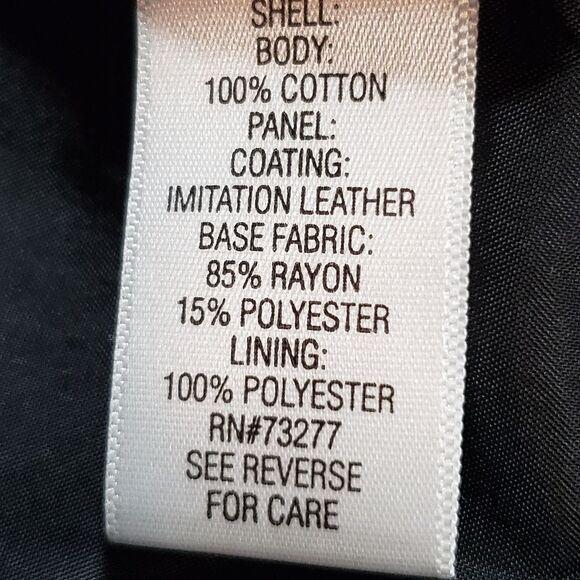 SHELL:
BODY:
100% COTTON
PANEL:
COATING:
IMITATION LEATHER
BASE FABRIC:
85% RAYON
15% POLYESTER
LINING:
100% POLYESTER
RN#73277
SEE REVERSE
FOR CARE